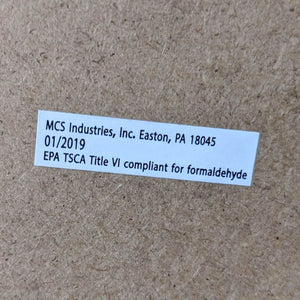 MCS Industries, Inc. Easton, PA 18045
01/2019
EPA TSCA Title VI compliant for formaldehyde